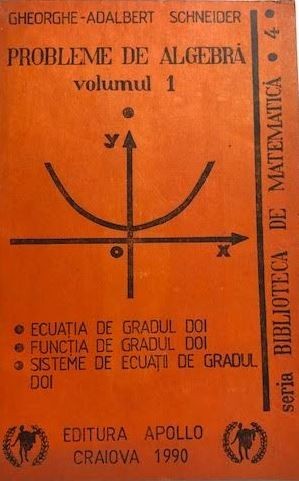 GHEORGHE-ADALBERT SCHNEIDER
PROBLEME DE ALGEBRĂ
volumul 1
y
O
x
• ECUAȚIA DE GRADUL DOI
• FUNCȚIA DE GRADUL DOI
• SISTEME DE ECUAȚII DE GRADUL
DOI
EDITURA APOLLO
CRAIOVA 1990
seria BIBLIOTECA DE MATEMATICĂ • 4 •